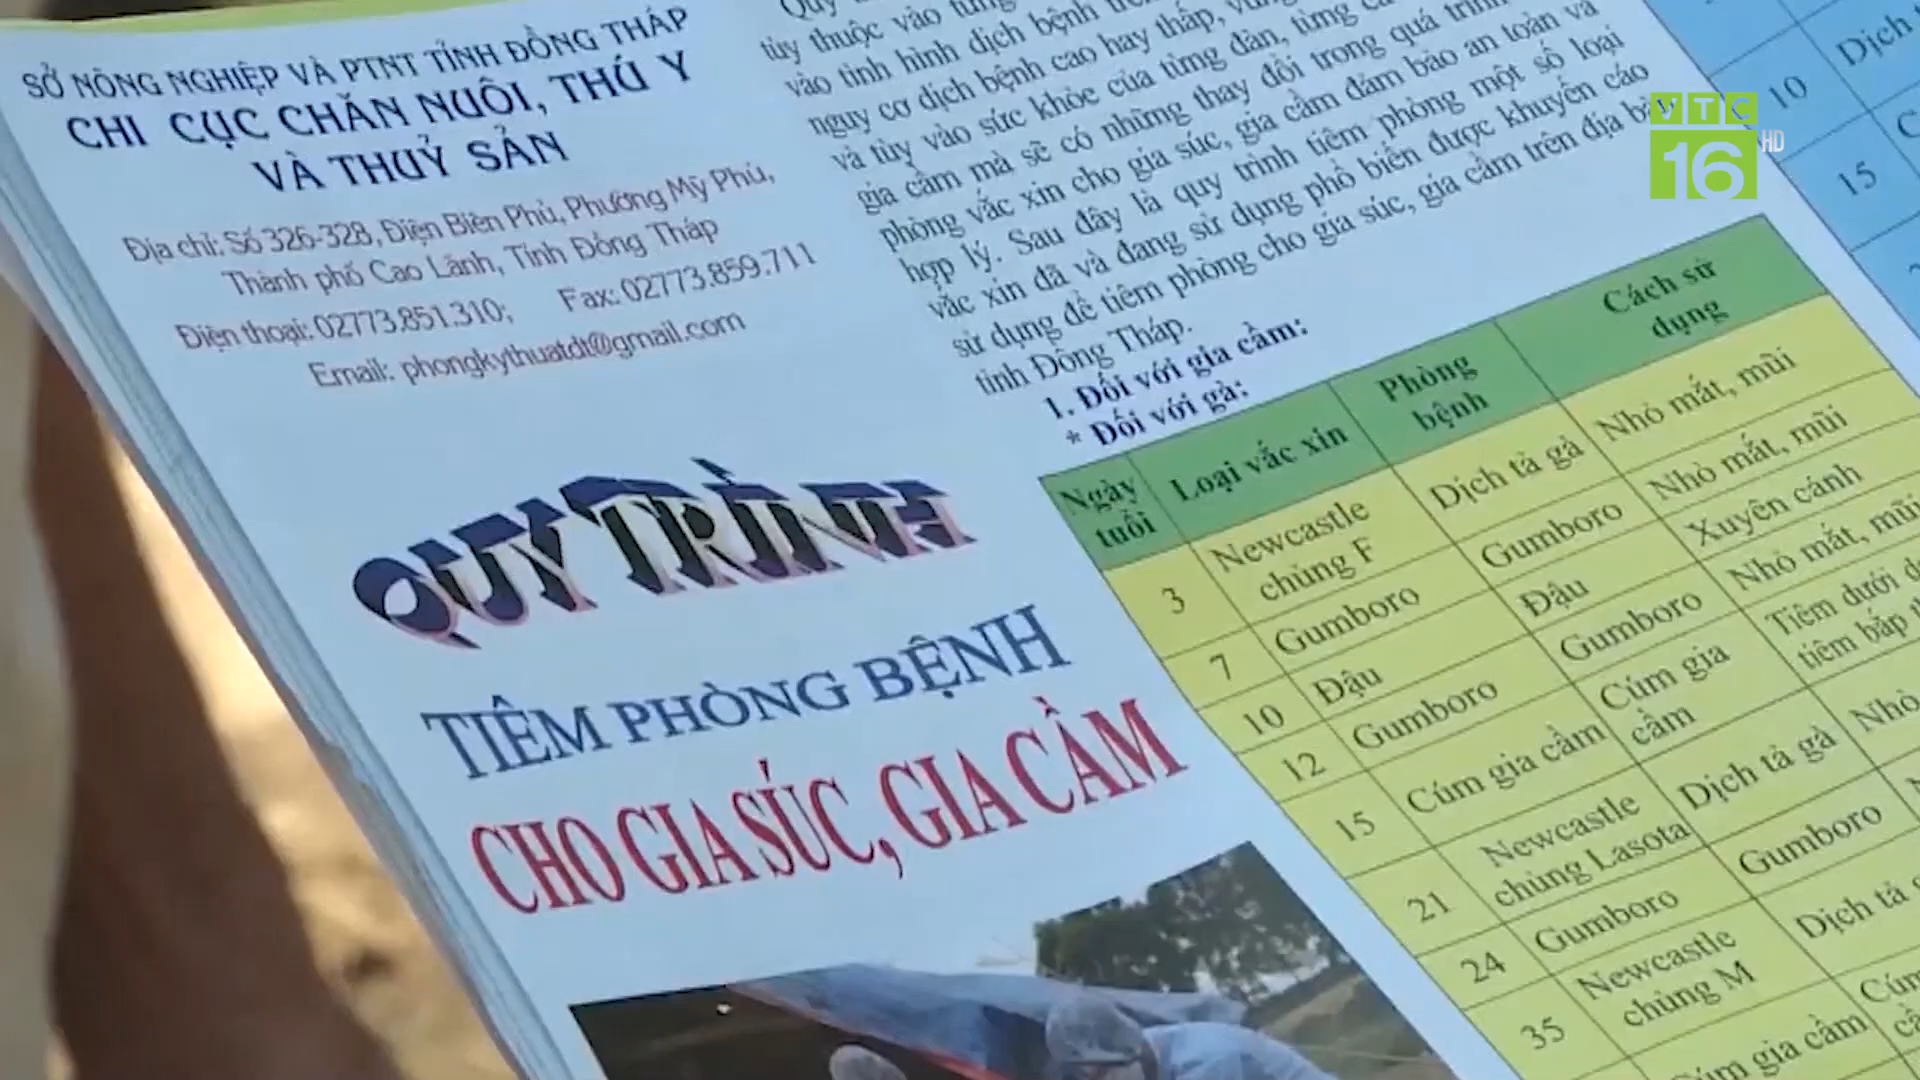 SỞ NÔNG NGHIỆP VÀ PTNT TỈNH ĐỒNG THÁP
CHI CỤC CHĂN NUÔI, THÚ Y
VÀ THUỶ SẢN
Địa chỉ: Số 326-328, Điện Biên Phủ, Phường Mỹ Phú,
Thành phố Cao Lãnh, Tỉnh Đồng Tháp
Điện thoại: 02773.851.310; Fax: 02773.859.711
Email: phongkythuatdt@gmail.com
QUY TRÌNH
TIÊM PHÒNG BỆNH
CHO GIA SÚC, GIA CẦM
tùy thuộc vào từng
vào tình hình dịch bệnh
nguy cơ dịch bệnh cao hay thấp,
và tùy vào sức khỏe của từng đàn, từng
gia cầm mà sẽ có những thay đổi trong quá trình
phòng vắc xin cho gia súc, gia cầm đảm bảo an toàn và
hợp lý. Sau đây là quy trình tiêm phòng một số loại
vắc xin đã và đang sử dụng phổ biến được khuyến cáo
sử dụng để tiêm phòng cho gia súc, gia cầm trên địa bàn
tỉnh Đồng Tháp.
1. Đối với gia cầm:
* Đối với gà:
Ngày tuổi Loại vắc xin Phòng bệnh Cách sử dụng
3 Newcastle chủng F Dịch tả gà Nhỏ mắt, mũi
7 Gumboro Gumboro Nhỏ mắt, mũi
10 Đậu Đậu Xuyên cánh
12 Gumboro Gumboro Nhỏ mắt, mũi
15 Cúm gia cầm Cúm gia cầm Tiêm dưới tiêm bắp
21 Newcastle chủng Lasota Dịch tả gà Nhỏ
24 Gumboro Gumboro
35 Newcastle chủng M Dịch tả
Cúm gia cầm
10 Dịch
15
VTC
16 HD